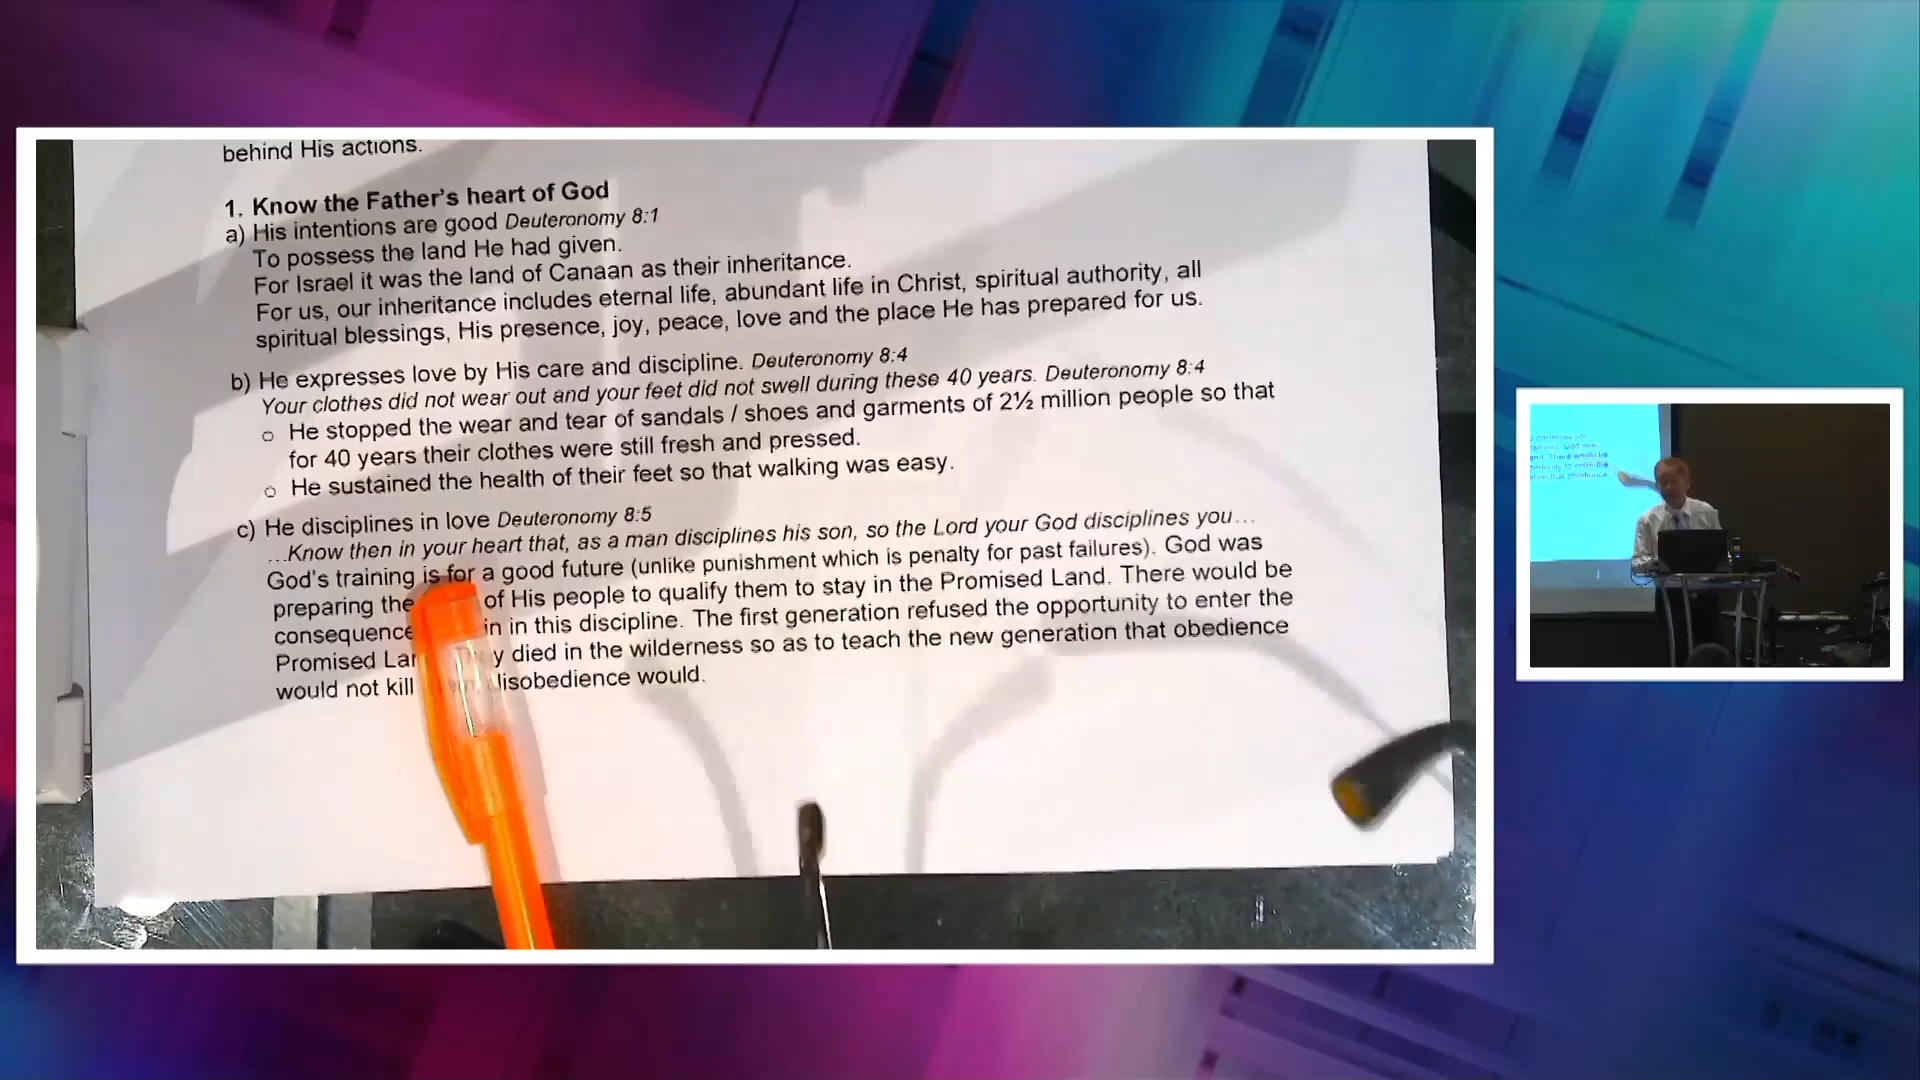 behind His actions.
1. Know the Father's heart of God
a) His intentions are good Deuteronomy 8:1
To possess the land He had given.
For Israel it was the land of Canaan as their inheritance.
For us, our inheritance includes eternal life, abundant life in Christ, spiritual authority, all
spiritual blessings, His presence, joy, peace, love and the place He has prepared for us.
b) He expresses love by His care and discipline. Deuteronomy 8:4
Your clothes did not wear out and your feet did not swell during these 40 years. Deuteronomy 8:4
o He stopped the wear and tear of sandals / shoes and garments of 2½ million people so that
for 40 years their clothes were still fresh and pressed.
o He sustained the health of their feet so that walking was easy.
c) He disciplines in love Deuteronomy 8:5
...Know then in your heart that, as a man disciplines his son, so the Lord your God disciplines you...
God's training is for a good future (unlike punishment which is penalty for past failures). God was
preparing the of His people to qualify them to stay in the Promised Land. There would be
consequence in this discipline. The first generation refused the opportunity to enter the
Promised died in the wilderness so as to teach the new generation that obedience
would not kill would.